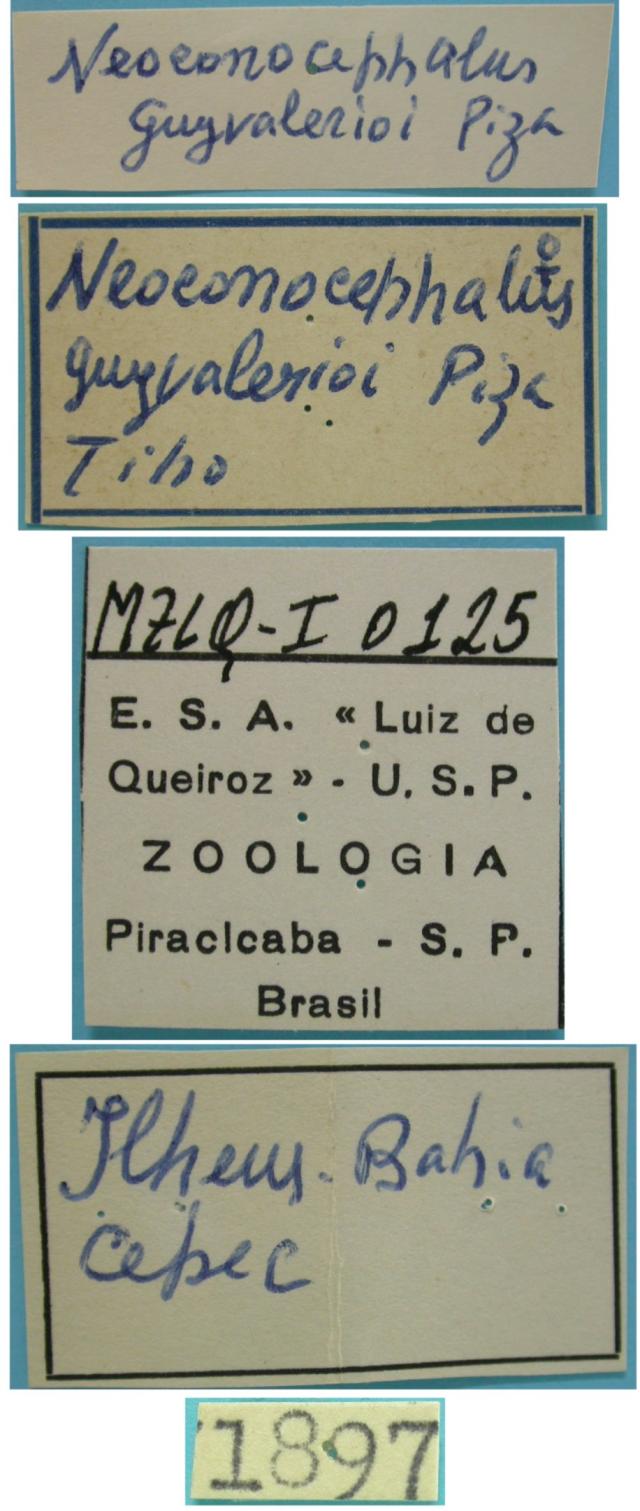 Neoconocephalus
guyvalerioi Piza
Neoconocephalus ♀
guyvalerioi Piza
Tipo
MZLQ-I 0125
E. S. A. « Luiz de
Queiroz » - U. S. P.
ZOOLOGIA
Piracicaba - S. P.
Brasil
Ilheus - Bahia
Cepec
1897